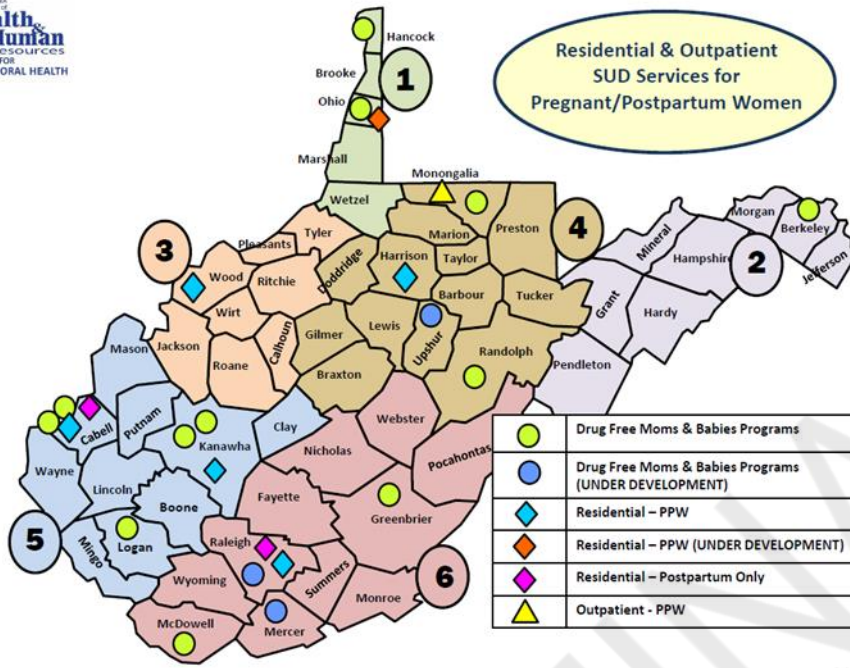 alth&
Human
esources
FOR
ORAL HEALTH
Residential & Outpatient
SUD Services for
Pregnant/Postpartum Women
Hancock
Brooke
1
Ohio
Marshall
Monongalia
Wetzel
Marion
Preston
4
Morgan
Berkeley
Mineral
Hampshire
2
Jefferson
3
Pleasants
Tyler
Doddridge
Harrison
Taylor
Wood
Ritchie
Barbour
Tucker
Grant
Hardy
Wirt
Mason
Jackson
Calhoun
Gilmer
Lewis
Upshur
Randolph
Pendleton
Roane
Braxton
Cabell
Putnam
Kanawha
Clay
Webster
Pocahontas
Nicholas
Wayne
Lincoln
Boone
Fayette
Greenbrier
5
Mingo
Logan
Raleigh
Summers
6
Wyoming
Monroe
McDowell
Mercer
Drug Free Moms & Babies Programs
Drug Free Moms & Babies Programs
(UNDER DEVELOPMENT)
Residential – PPW
Residential – PPW (UNDER DEVELOPMENT)
Residential – Postpartum Only
Outpatient - PPW